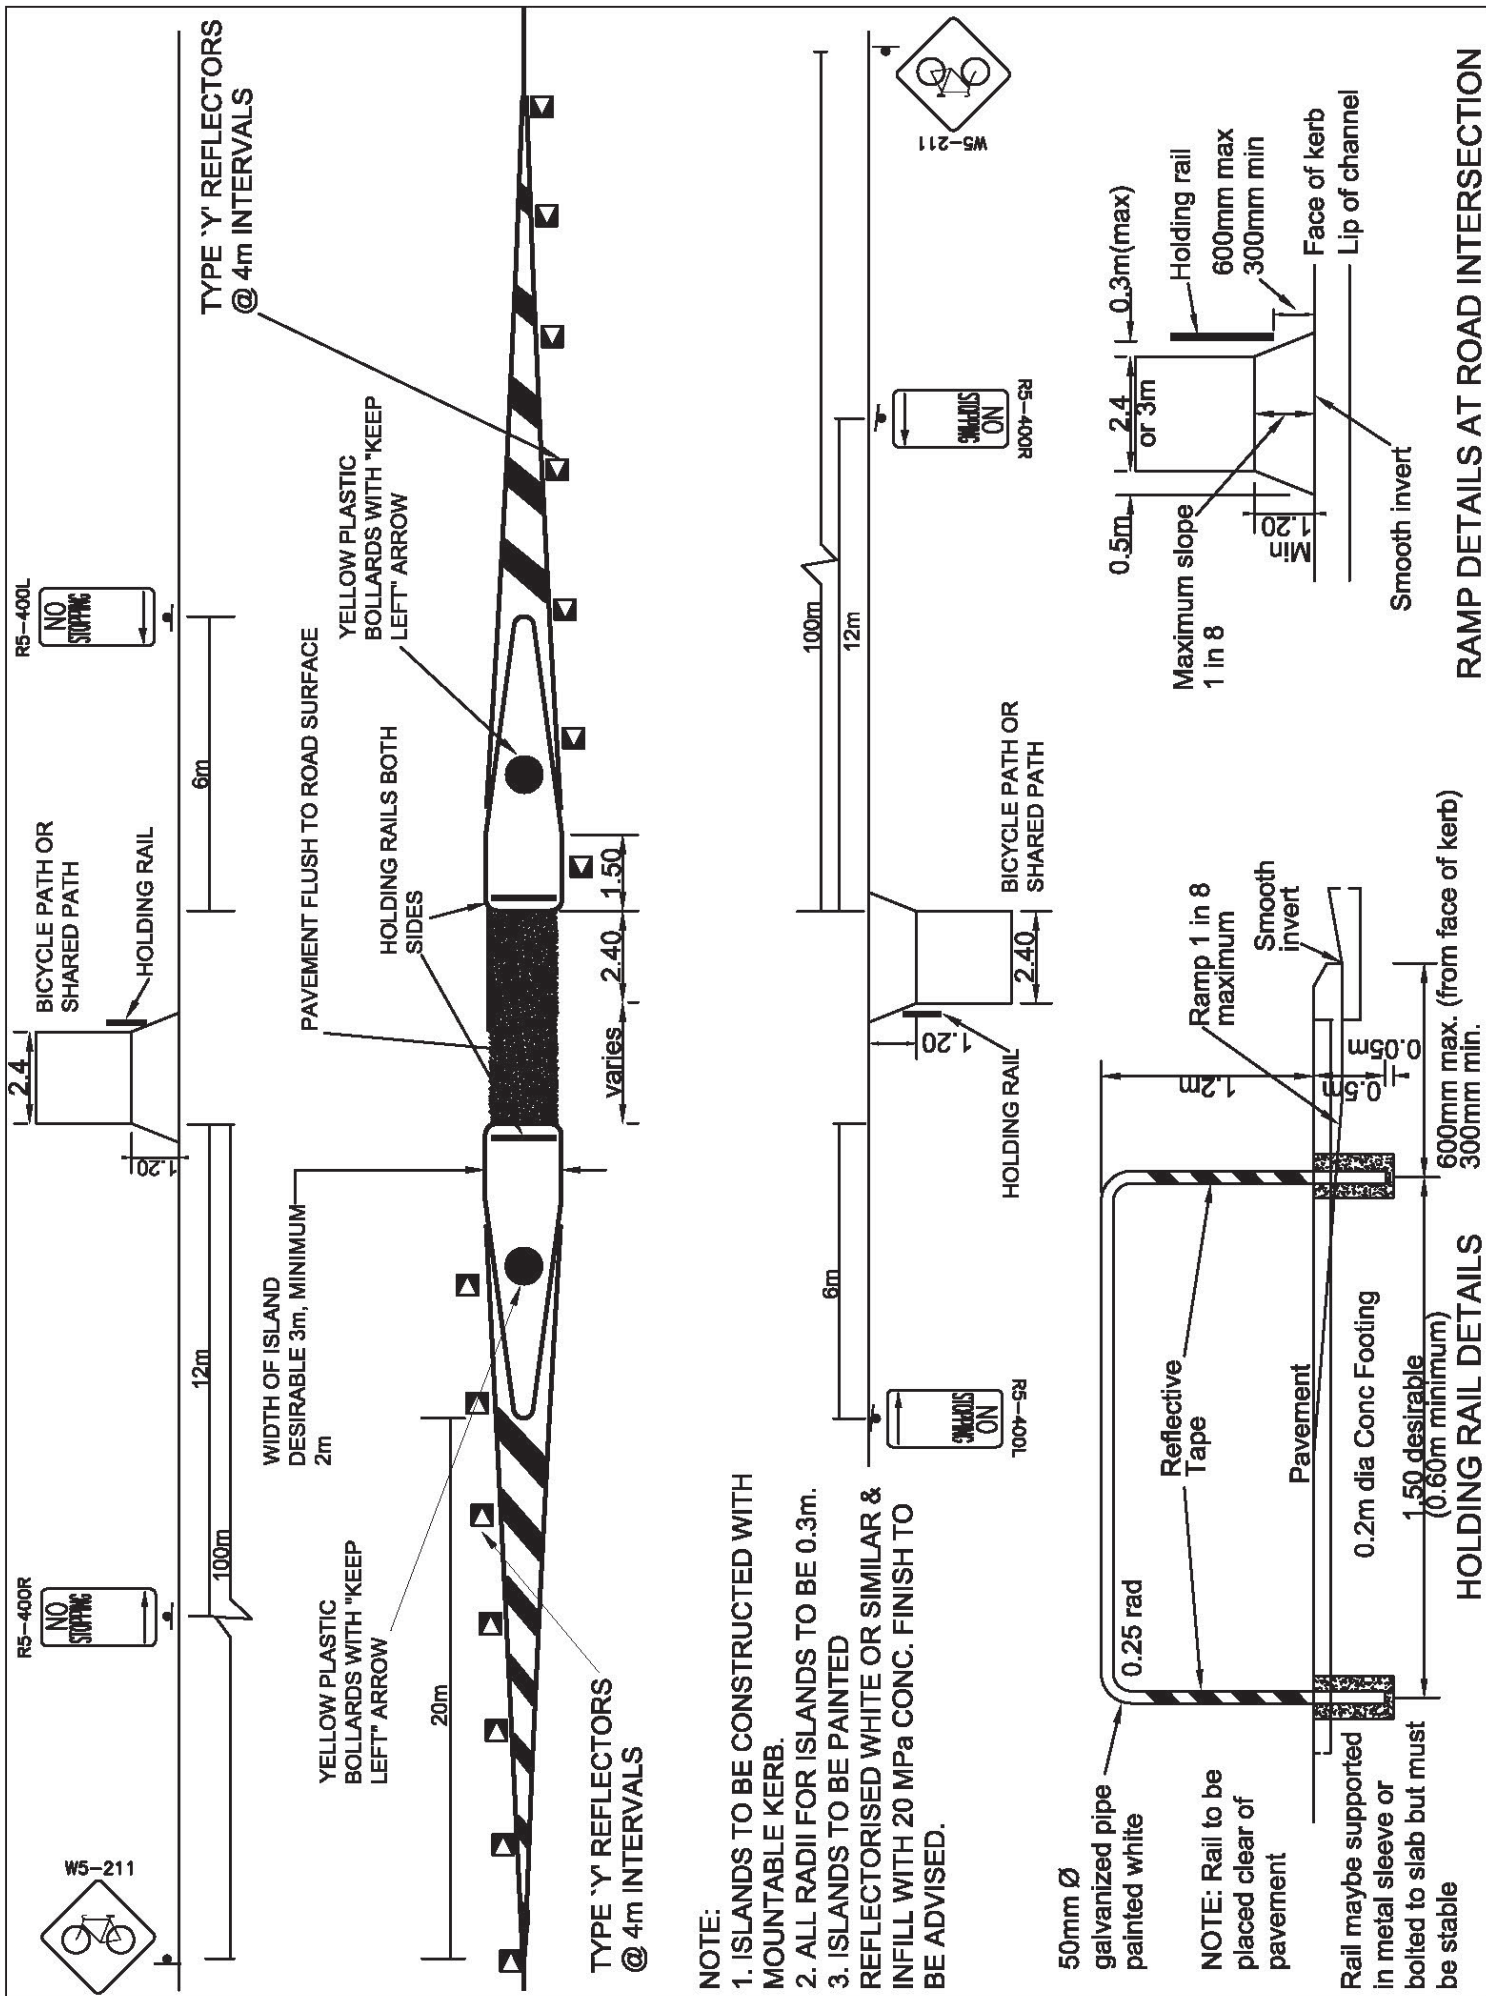 W5-211
R5-400R
NO
STOPPING
R5-400L
NO
STOPPING
2.4
BICYCLE PATH OR
SHARED PATH
HOLDING RAIL
1.20
12m
100m
6m
TYPE `Y' REFLECTORS
@ 4m INTERVALS
WIDTH OF ISLAND
DESIRABLE 3m, MINIMUM
2m
PAVEMENT FLUSH TO ROAD SURFACE
HOLDING RAILS BOTH
SIDES
YELLOW PLASTIC
BOLLARDS WITH "KEEP
LEFT" ARROW
YELLOW PLASTIC
BOLLARDS WITH "KEEP
LEFT" ARROW
20m
TYPE `Y' REFLECTORS
@ 4m INTERVALS
varies
2.40
1.50
NOTE:
1. ISLANDS TO BE CONSTRUCTED WITH
MOUNTABLE KERB.
2. ALL RADII FOR ISLANDS TO BE 0.3m.
3. ISLANDS TO BE PAINTED
REFLECTORISED WHITE OR SIMILAR &
INFILL WITH 20 MPa CONC. FINISH TO
BE ADVISED.
100m
12m
6m
1.20
HOLDING RAIL
2.40
BICYCLE PATH OR
SHARED PATH
NO
STOPPING
R5-400L
NO
STOPPING
R5-400R
W5-211
50mm Ø
galvanized pipe
painted white
0.25 rad
NOTE: Rail to be
placed clear of
pavement
Rail maybe supported
in metal sleeve or
bolted to slab but must
be stable
Reflective
Tape
Pavement
0.2m dia Conc Footing
1.50 desirable
(0.60m minimum)
1.2m
0.5m
0.05m
Ramp 1 in 8
maximum
Smooth
invert
600mm max. (from face of kerb)
300mm min.
HOLDING RAIL DETAILS
0.5m
2.4
or 3m
0.3m(max)
Holding rail
600mm max
300mm min
Maximum slope
1 in 8
1.20
Min
Face of kerb
Lip of channel
Smooth invert
RAMP DETAILS AT ROAD INTERSECTION